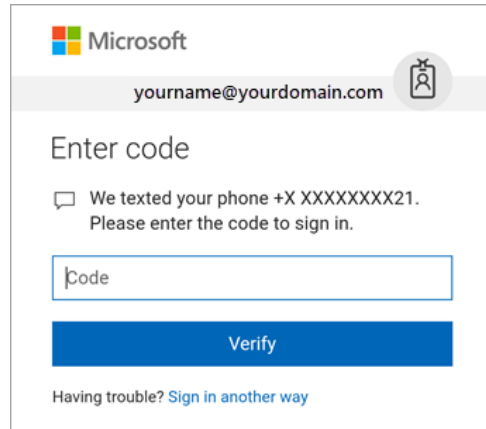 Microsoft
yourname@yourdomain.com
Enter code
We texted your phone +X XXXXXXXX21.
Please enter the code to sign in.
Code
Verify
Having trouble? Sign in another way